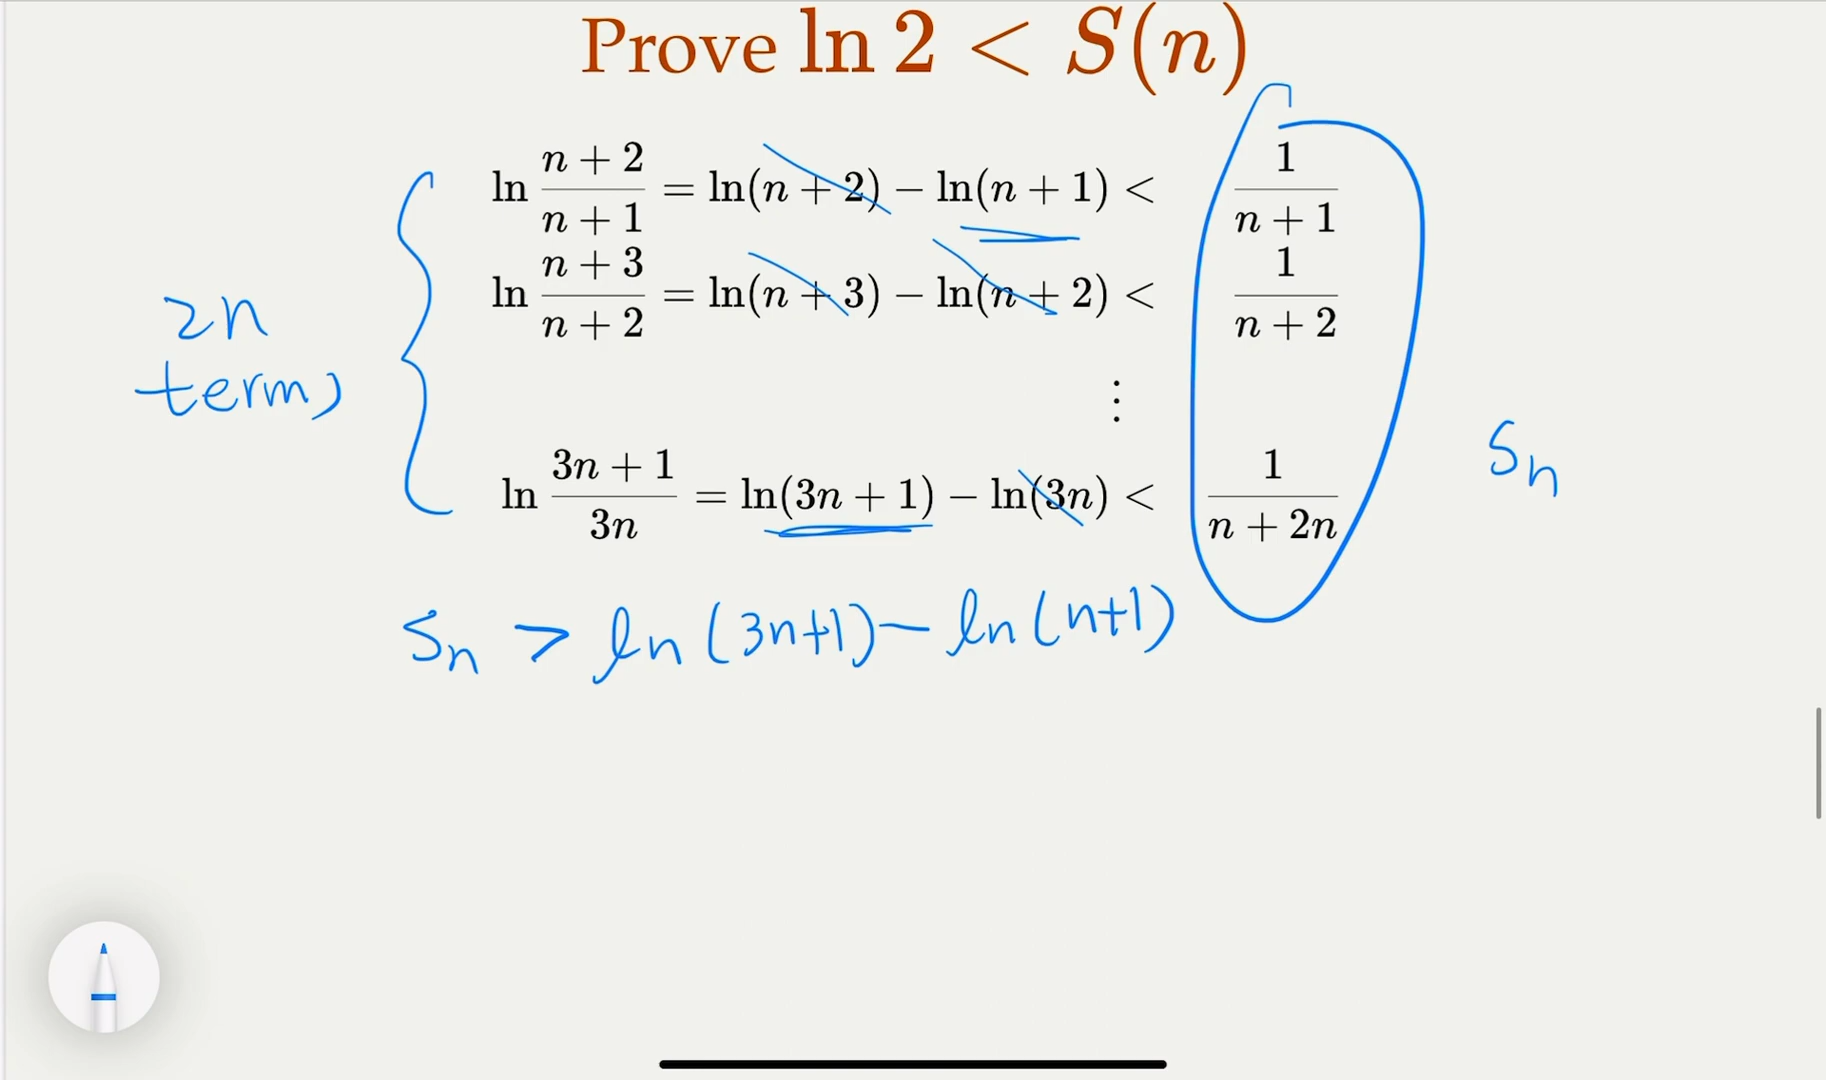 Prove ln 2 < S(n)
ln (n + 2)/(n + 1) = ln(n + 2) − ln(n + 1) < 1/(n + 1)
ln (n + 3)/(n + 2) = ln(n + 3) − ln(n + 2) < 1/(n + 2)
2n
terms
⋮
Sn
ln (3n + 1)/(3n) = ln(3n + 1) − ln(3n) < 1/(n + 2n)
Sn > ln(3n+1) − ln(n+1)